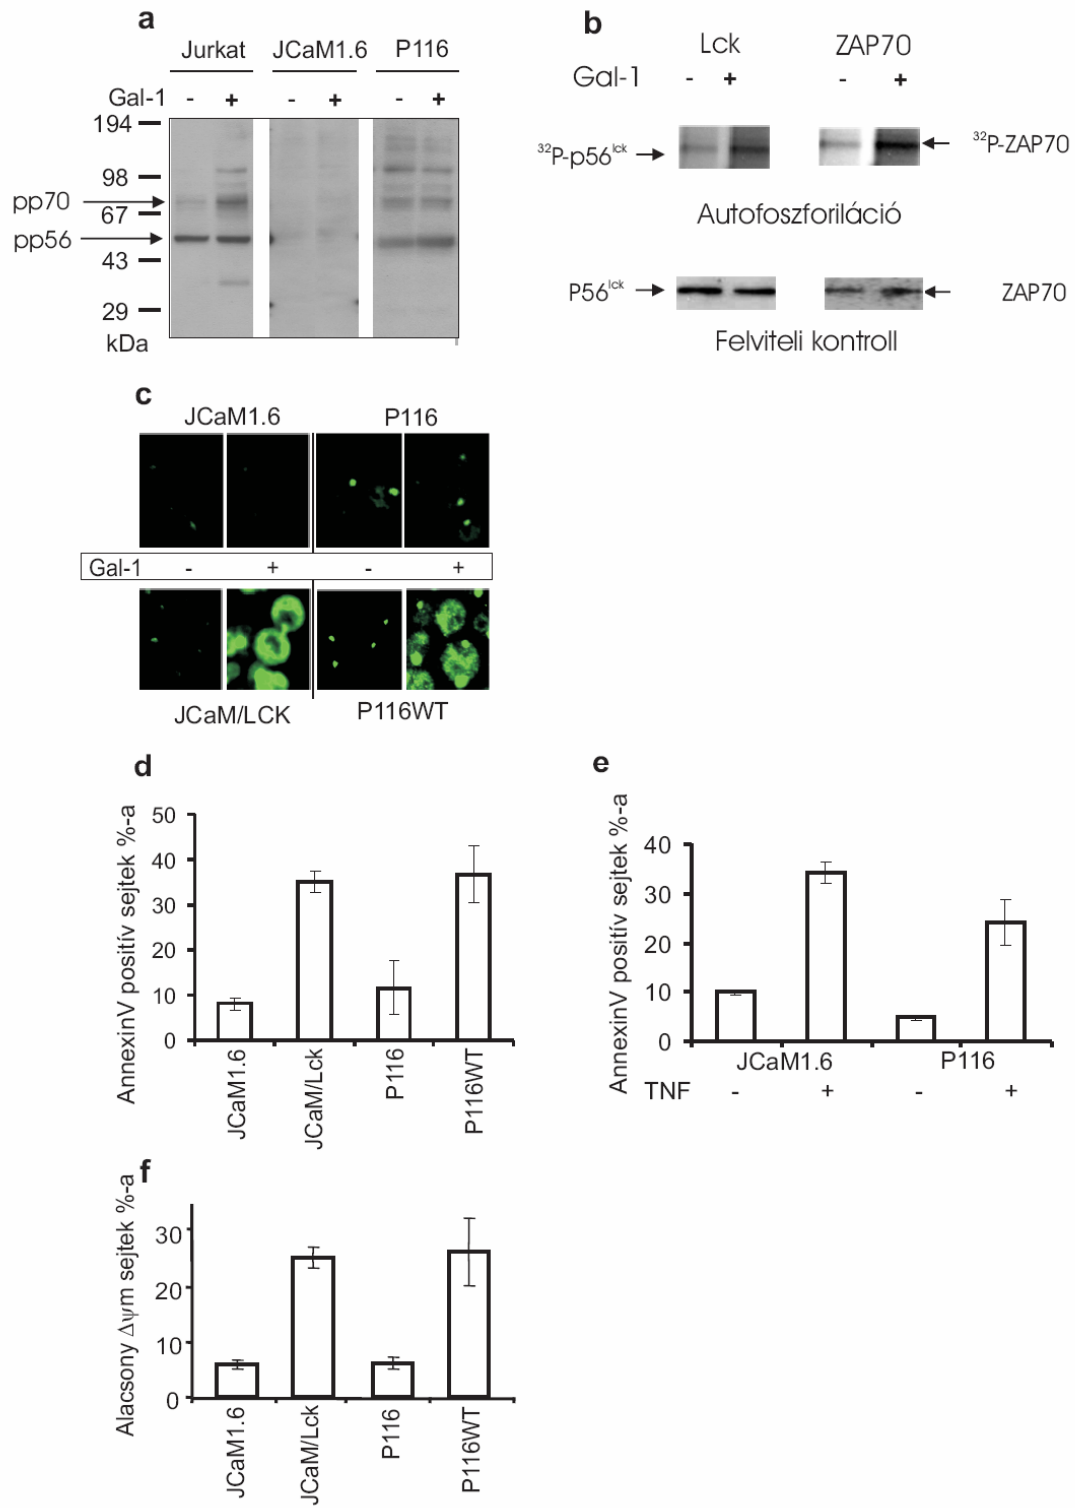 a
Jurkat JCaM1.6 P116
Gal-1 - + - + - +
194
98
pp70
67
pp56
43
29
kDa
b
Lck ZAP70
Gal-1 - + - +
32P-p56lck
32P-ZAP70
Autofoszforiláció
P56lck
ZAP70
Felviteli kontroll
c
JCaM1.6 P116
Gal-1 - + - +
JCaM/LCK P116WT
d
AnnexinV positív sejtek %-a
50
40
30
20
10
0
JCaM1.6
JCaM/Lck
P116
P116WT
e
AnnexinV positív sejtek %-a
40
30
20
10
0
JCaM1.6 P116
TNF - + - +
f
Alacsony Δψm sejtek %-a
30
20
10
0
JCaM1.6
JCaM/Lck
P116
P116WT